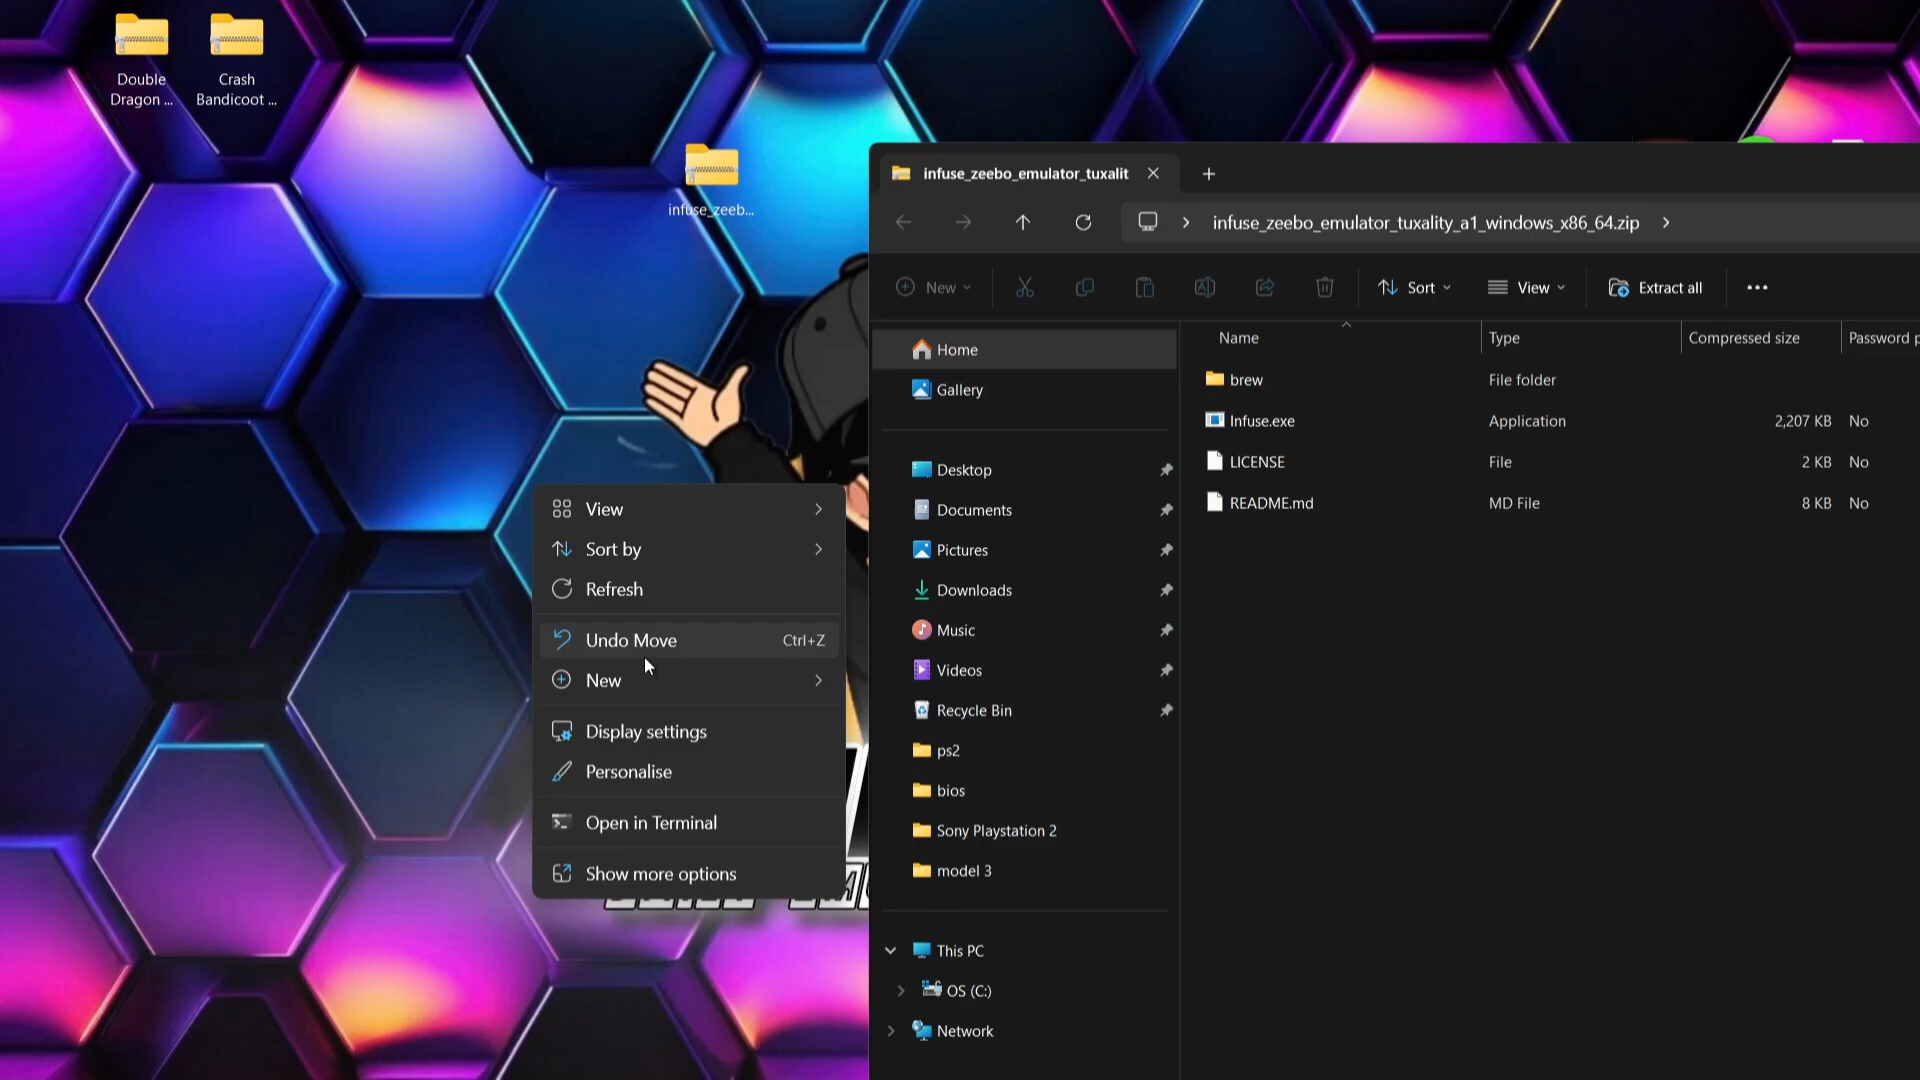 Double
Dragon ...
Crash
Bandicoot ...
infuse_zeeb...
infuse_zeebo_emulator_tuxalit
infuse_zeebo_emulator_tuxality_a1_windows_x86_64.zip
New
Sort
View
Extract all
Home
Gallery
Desktop
Documents
Pictures
Downloads
Music
Videos
Recycle Bin
ps2
bios
Sony Playstation 2
model 3
This PC
OS (C:)
Network
Name Type Compressed size Password p
brew File folder
Infuse.exe Application 2,207 KB No
LICENSE File 2 KB No
README.md MD File 8 KB No
View
Sort by
Refresh
Undo Move Ctrl+Z
New
Display settings
Personalise
Open in Terminal
Show more options